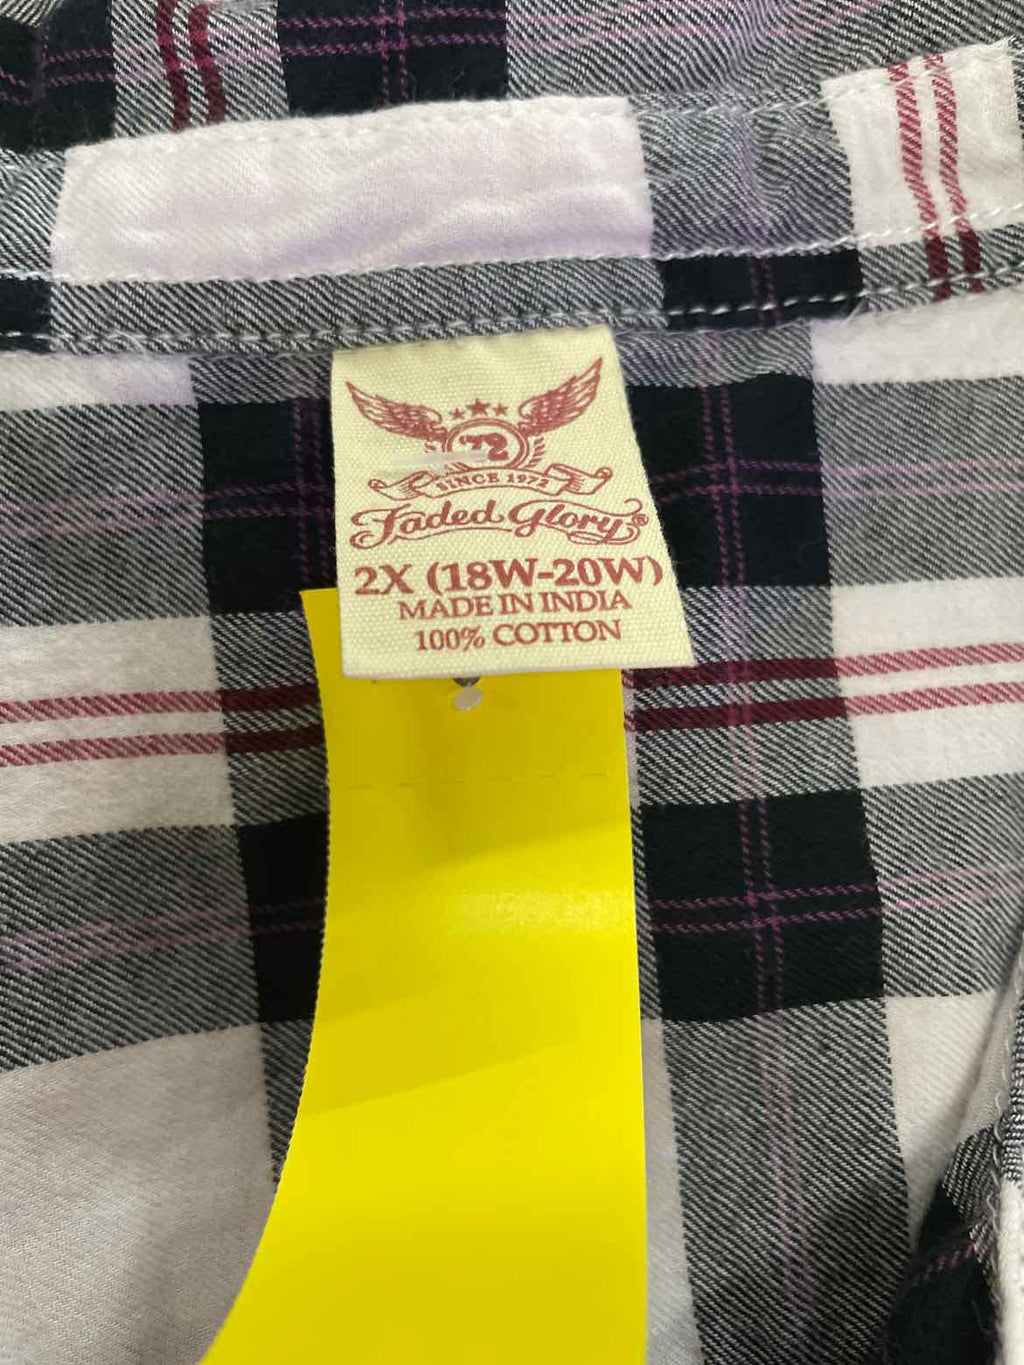 72
SINCE 1972
Faded Glory®
2X (18W-20W)
MADE IN INDIA
100% COTTON